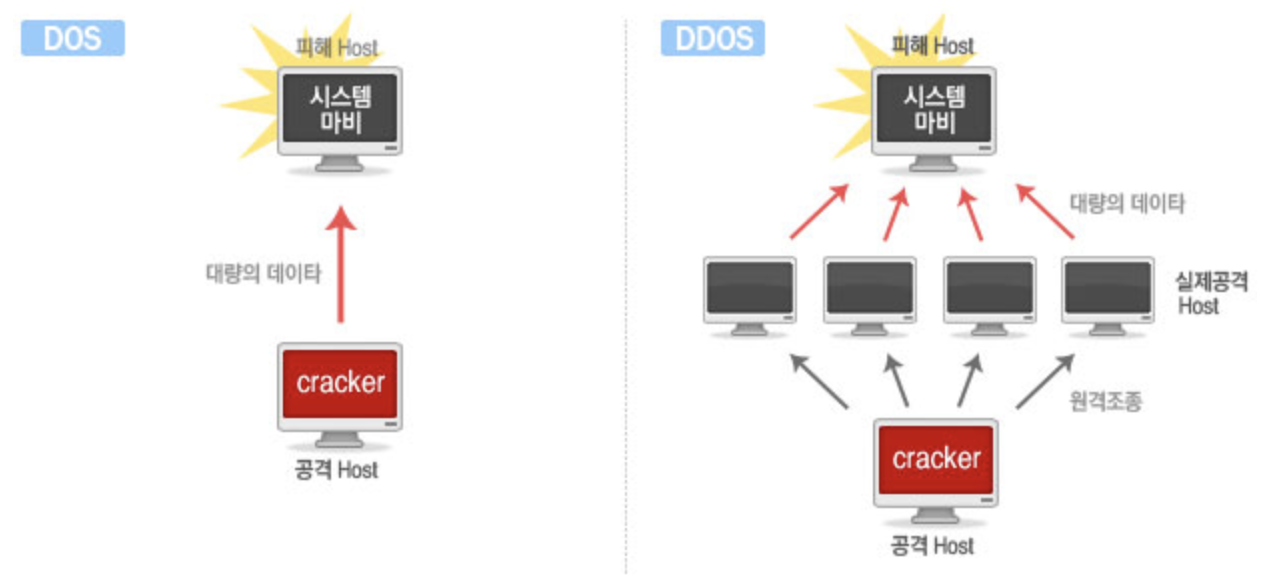 DOS
피해 Host
시스템
마비
대량의 데이타
cracker
공격 Host
DDOS
피해 Host
시스템
마비
대량의 데이타
실제공격
Host
원격조종
cracker
공격 Host